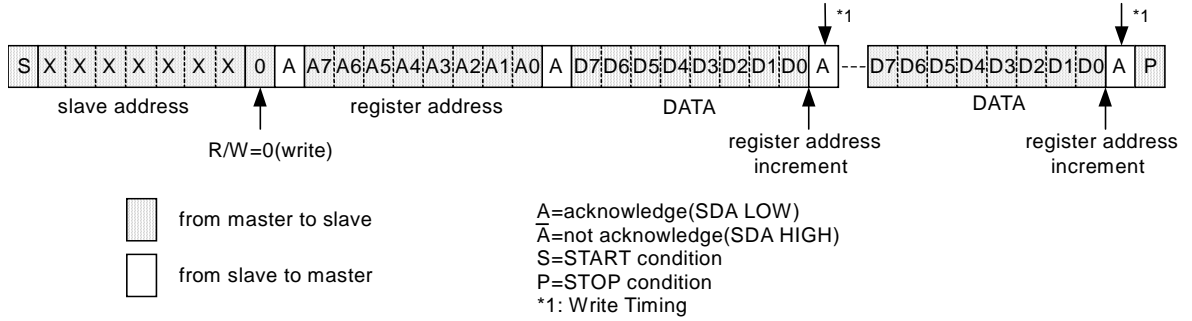 *1 *1
S X X X X X X X 0 A A7 A6 A5 A4 A3 A2 A1 A0 A D7 D6 D5 D4 D3 D2 D1 D0 A D7 D6 D5 D4 D3 D2 D1 D0 A P
slave address register address DATA DATA
R/W=0(write)
register address
increment
register address
increment
from master to slave
from slave to master
A=acknowledge(SDA LOW)
A̅=not acknowledge(SDA HIGH)
S=START condition
P=STOP condition
*1: Write Timing